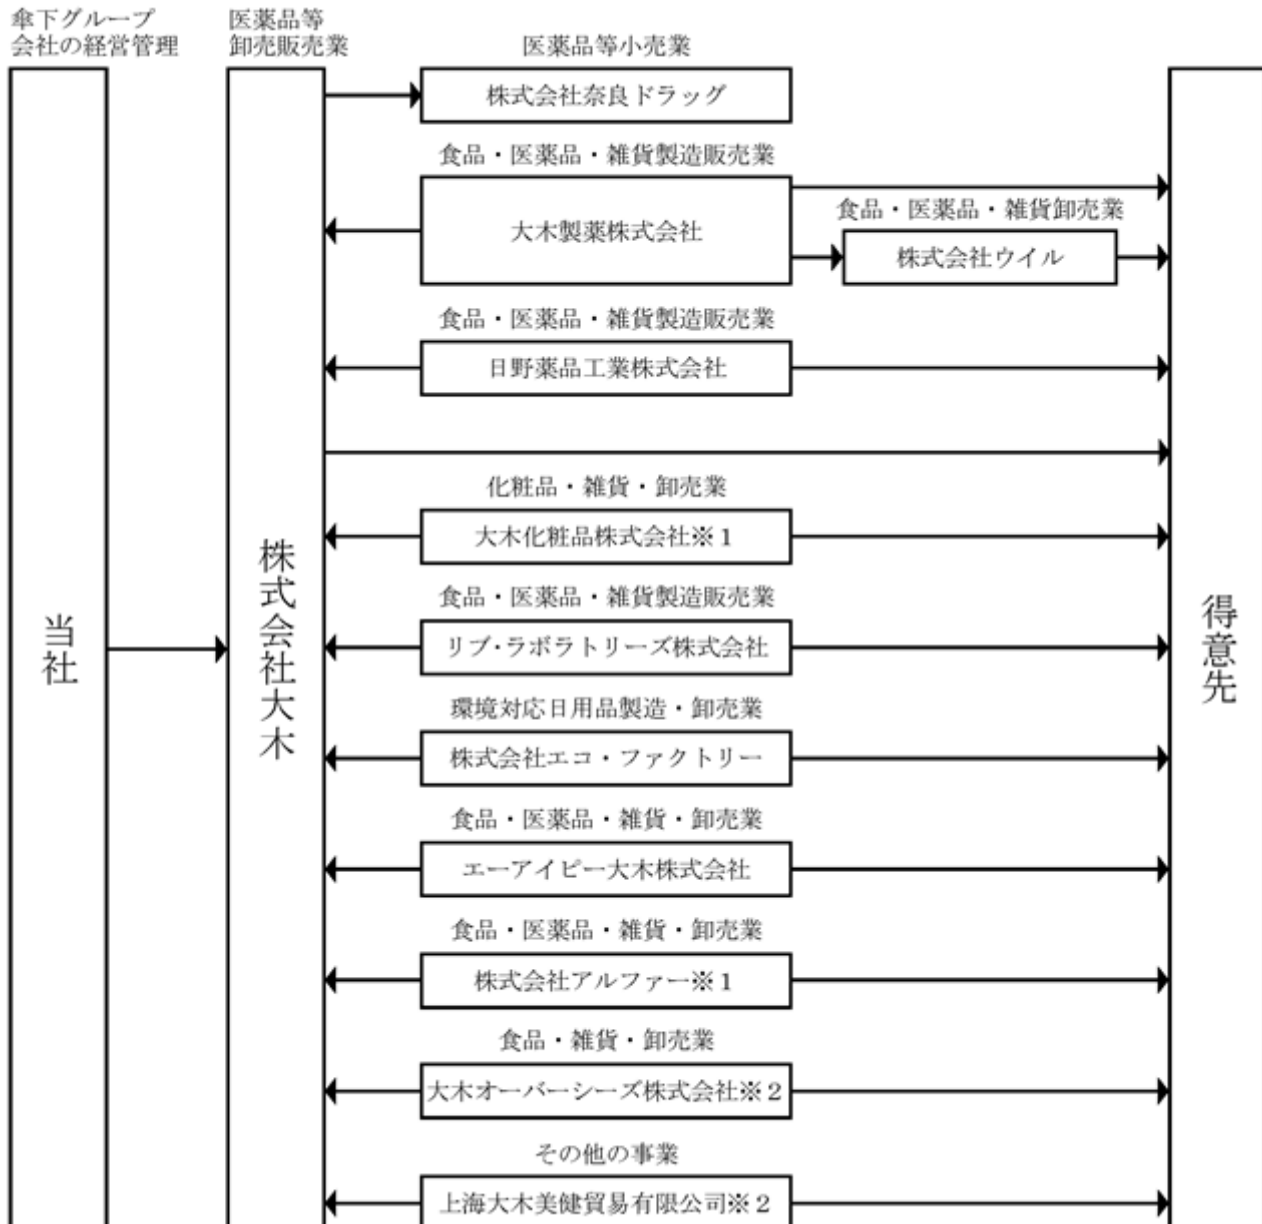 傘下グループ
会社の経営管理
医薬品等
卸売販売業
医薬品等小売業
株式会社奈良ドラッグ
食品・医薬品・雑貨製造販売業
大木製薬株式会社
食品・医薬品・雑貨卸売業
株式会社ウイル
食品・医薬品・雑貨製造販売業
日野薬品工業株式会社
化粧品・雑貨・卸売業
大木化粧品株式会社※1
食品・医薬品・雑貨製造販売業
リブ・ラボラトリーズ株式会社
環境対応日用品製造・卸売業
株式会社エコ・ファクトリー
食品・医薬品・雑貨・卸売業
エーアイピー大木株式会社
食品・医薬品・雑貨・卸売業
株式会社アルファー※1
食品・雑貨・卸売業
大木オーバーシーズ株式会社※2
その他の事業
上海大木美健貿易有限公司※2
当社
株式会社大木
得意先